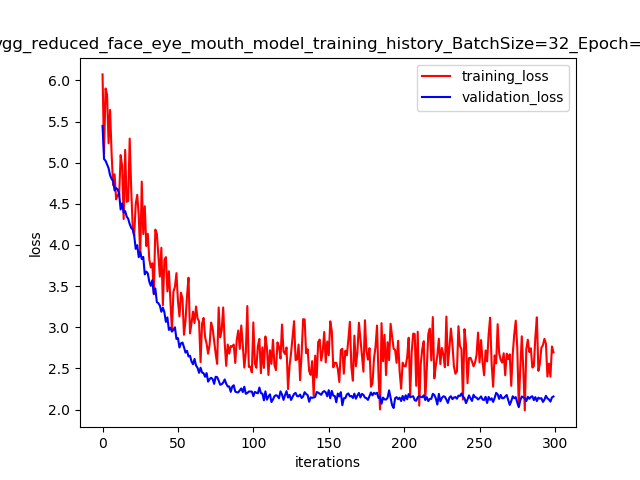 vgg_reduced_face_eye_mouth_model_training_history_BatchSize=32_Epoch=
training_loss
validation_loss
6.0
5.5
5.0
4.5
4.0
3.5
3.0
2.5
2.0
loss
0 50 100 150 200 250 300
iterations